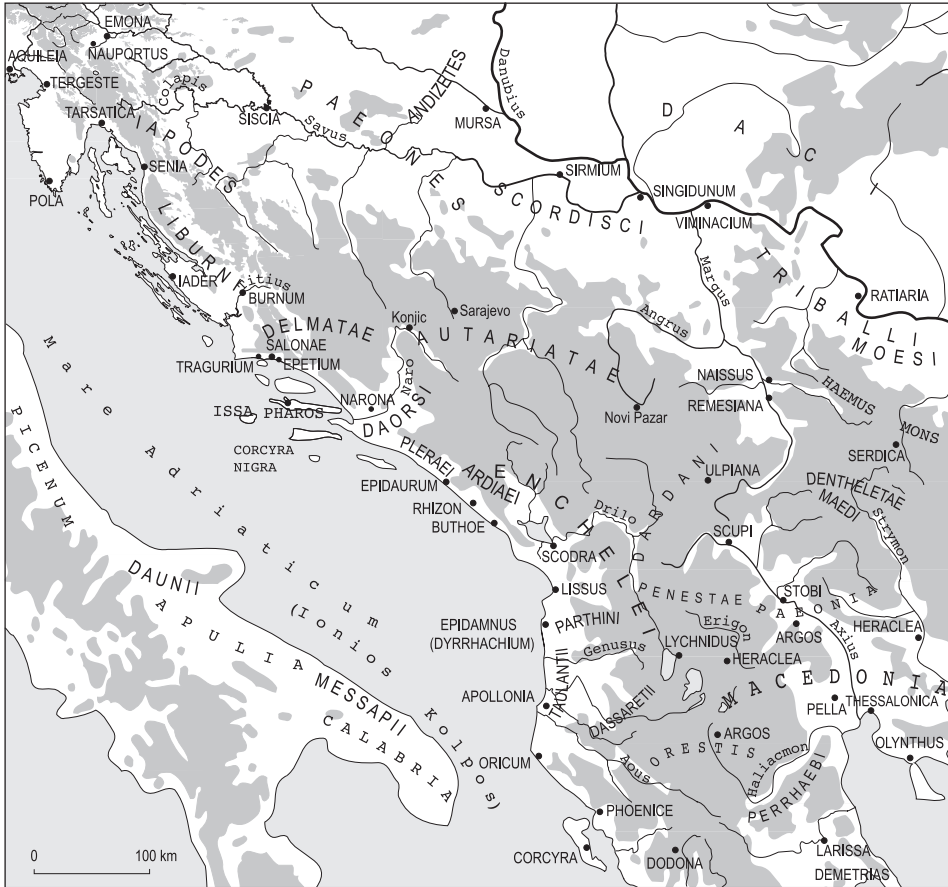 EMONA
NAUPORTUS
AQUILEIA
TERGESTE
Colapis
TARSATICA
SISCIA
Savus
PAEONES
ANDIZETES
Danubius
MURSA
DACI
IAPODES
SENIA
I
POLA
SIRMIUM
SINGIDUNUM
VIMINACIUM
SCORDISCI
LIBURNI
IADER
Titius
BURNUM
Margus
TRIBALLI
RATIARIA
MOESI
DELMATAE
Konjic
Sarajevo
AUTARIATAE
Angrus
SALONAE
TRAGURIUM
EPETIUM
Naro
NAISSUS
HAEMUS
MONS
REMESIANA
Novi Pazar
NARONA
DAORSI
ISSA
PHAROS
CORCYRA
NIGRA
SERDICA
Mare Adriaticum
(Ionios Kolpos)
PICENUM
PLERAEI
ARDIAEI
ENCHELEI
EPIDAURUM
RHIZON
BUTHOE
DARDANI
ULPIANA
DENTHELETAE
MAEDI
Strymon
Drilo
SCUPI
SCODRA
LISSUS
DAUNII
APULIA
PENESTAE
PAEONIA
STOBI
EPIDAMNUS
(DYRRHACHIUM)
PARTHINI
Genusus
Erigon
ARGOS
Axius
HERACLEA
LYCHNIDUS
HERACLEA
MESSAPII
CALABRIA
TAULANTII
APOLLONIA
DASSARETII
MACEDONIA
PELLA
THESSALONICA
ARGOS
ORESTIS
Haliacmon
OLYNTHUS
ORICUM
Aous
PERRHAEBI
PHOENICE
CORCYRA
DODONA
LARISSA
DEMETRIAS
0 100 km